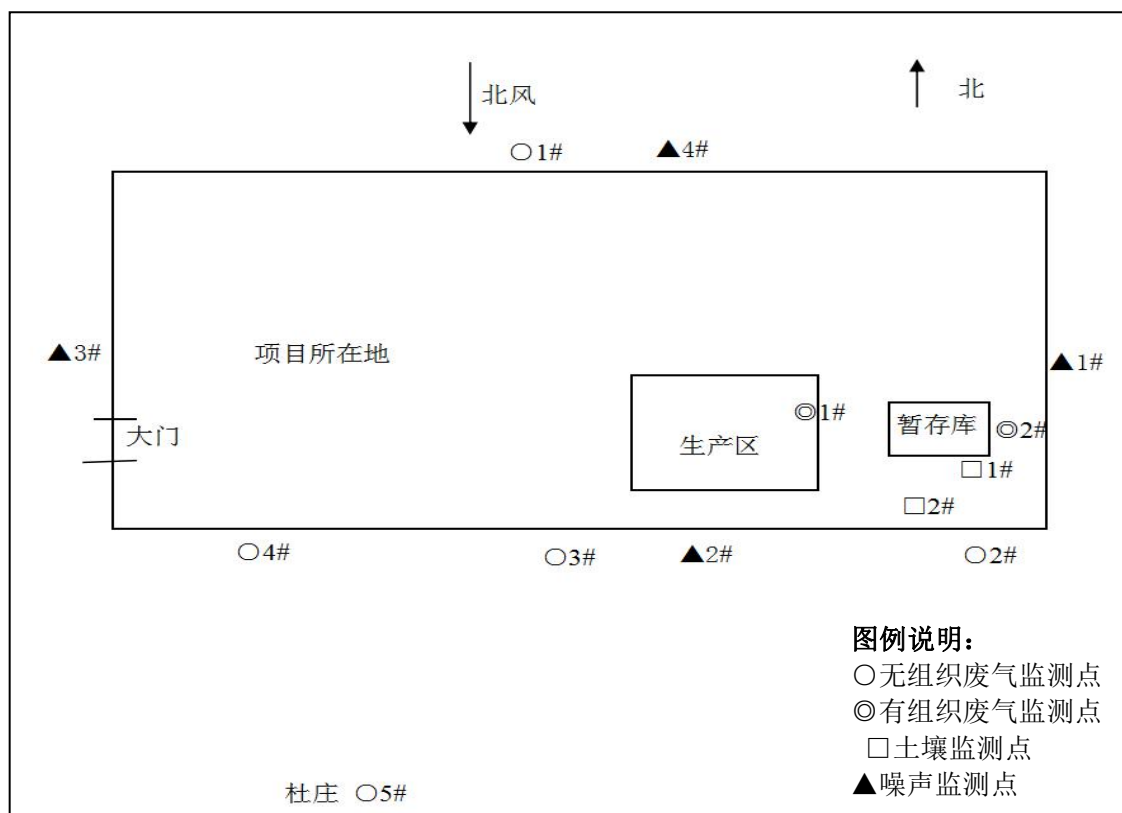 北风
北
○1#
▲4#
▲3#
项目所在地
▲1#
◎1#
暂存库
◎2#
大门
生产区
□1#
□2#
○4#
○3#
▲2#
○2#
图例说明：
○无组织废气监测点
◎有组织废气监测点
□土壤监测点
▲噪声监测点
杜庄 ○5#